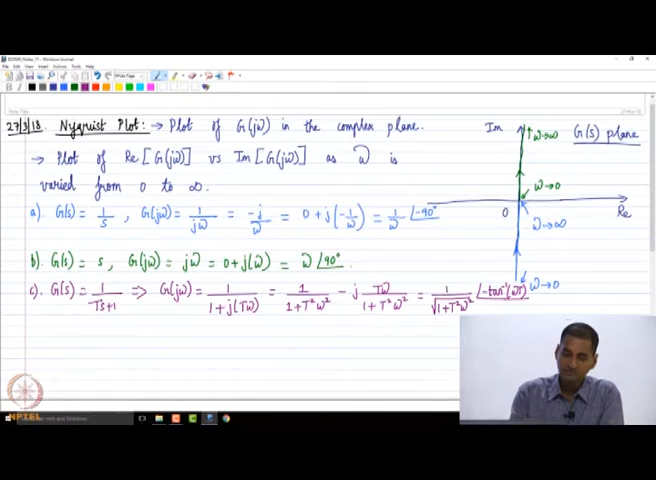 27/3/18. Nyquist Plot: → Plot of G(jω) in the complex plane.
→ Plot of Re[G(jω)] vs Im[G(jω)] as ω is
varied from 0 to ∞.
a). G(s) = 1/s , G(jω) = 1/jω = -j/ω = 0+j(-1/ω) = 1/ω ∠-90°
b). G(s) = s, G(jω) = jω = 0+j(ω) = ω ∠90°.
c). G(s) = 1/(Ts+1) ⇒ G(jω) = 1/(1+j(Tω)) = 1/(1+T²ω²) - j Tω/(1+T²ω²) = 1/√(1+T²ω²) ∠-tan⁻¹(ωT)
Im
ω→∞
G(s) plane
ω→0
0
Re
ω→∞
ω→0
NPTEL